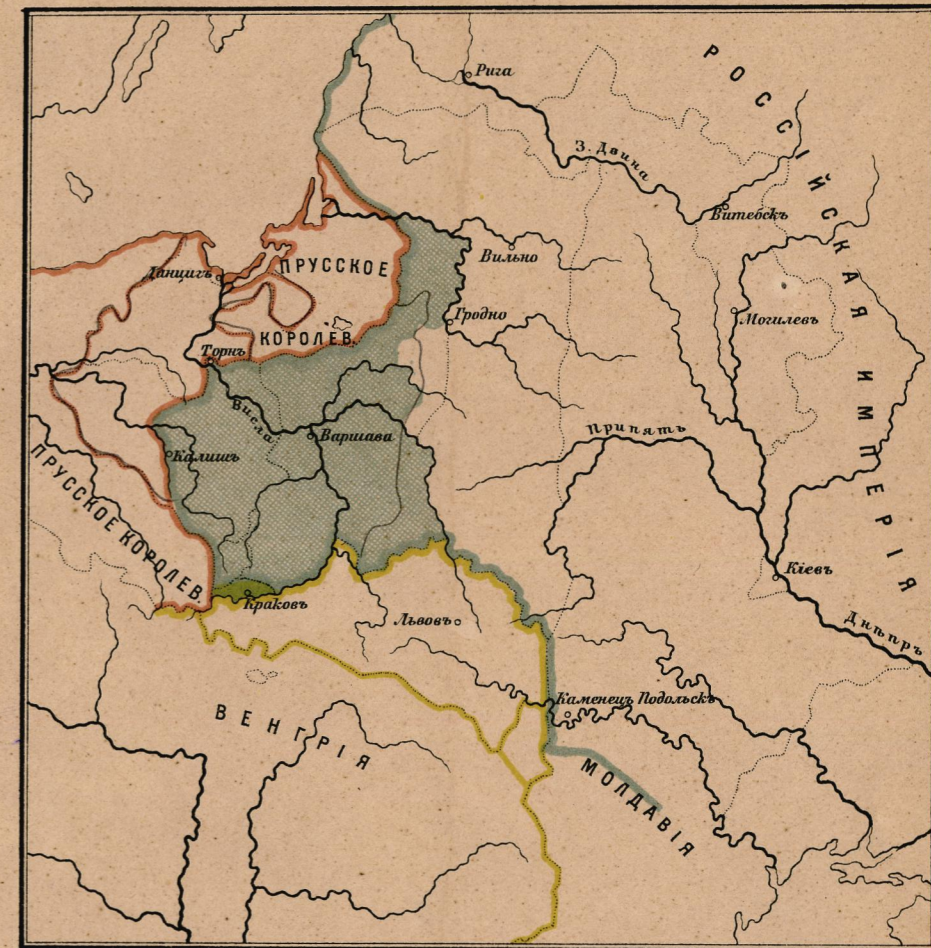 Рига
РОССІЙСКАЯ ИМПЕРІЯ
З. Двина
Витебскъ
Вильно
Данцигъ
ПРУССКОЕ
КОРОЛЕВ.
Гродно
Могилевъ
Торнъ
Висла
Варшава
Припять
Калишъ
ПРУССКОЕ КОРОЛЕВ.
Кіевъ
Краковъ
Львовъ
Днѣпръ
Каменецъ Подольскъ
ВЕНГРІЯ
МОЛДАВІЯ